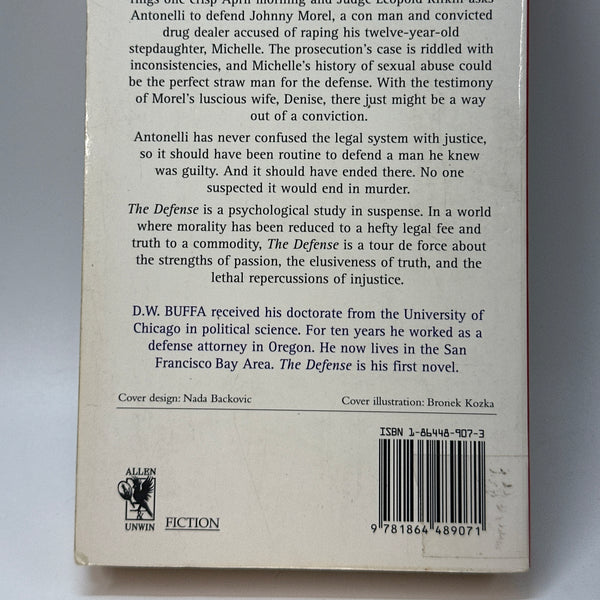 rings one crisp April morning and Judge Leopold Rifkin asks
Antonelli to defend Johnny Morel, a con man and convicted
drug dealer accused of raping his twelve-year-old
stepdaughter, Michelle. The prosecution's case is riddled with
inconsistencies, and Michelle's history of sexual abuse could
be the perfect straw man for the defense. With the testimony
of Morel's luscious wife, Denise, there just might be a way
out of a conviction.
Antonelli has never confused the legal system with justice,
so it should have been routine to defend a man he knew
was guilty. And it should have ended there. No one
suspected it would end in murder.
The Defense is a psychological study in suspense. In a world
where morality has been reduced to a hefty legal fee and
truth to a commodity, The Defense is a tour de force about
the strengths of passion, the elusiveness of truth, and the
lethal repercussions of injustice.
D.W. BUFFA received his doctorate from the University of
Chicago in political science. For ten years he worked as a
defense attorney in Oregon. He now lives in the San
Francisco Bay Area. The Defense is his first novel.
Cover design: Nada Backovic
Cover illustration: Bronek Kozka
ISBN 1-86448-907-3
9 781864 489071
ALLEN
&
UNWIN
FICTION